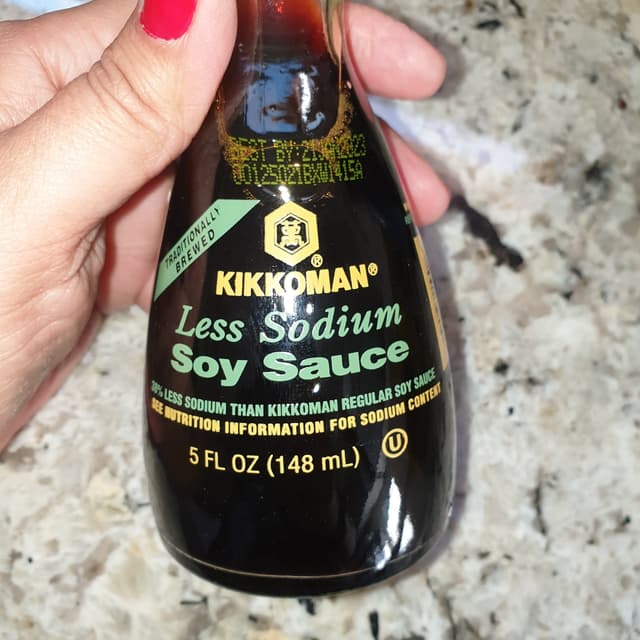 TRADITIONALLY
BREWED
KIKKOMAN®
Less Sodium
Soy Sauce
LESS SODIUM THAN KIKKOMAN REGULAR SOY SAUCE
SEE NUTRITION INFORMATION FOR SODIUM CONTENT
5 FL OZ (148 mL)
U